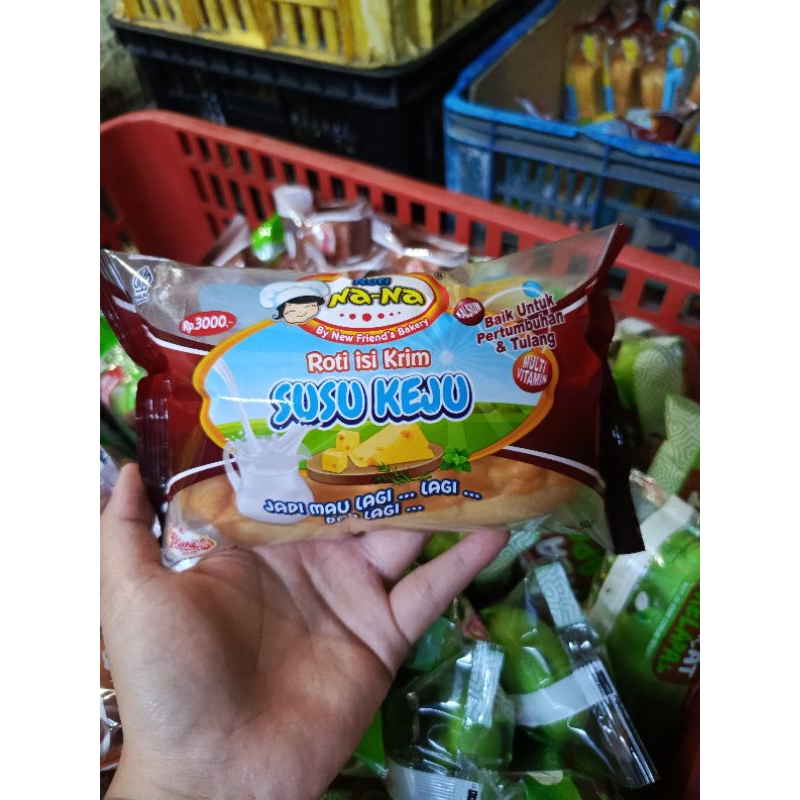 ROTI
Na-Na
By New Friend's Bakery
Rp.3000,-
KALSIUM
Baik Untuk
Pertumbuhan
& Tulang
MULTI
VITAMIN
Roti isi Krim
SUSU KEJU
JADI MAU LAGI ... LAGI ...
LAGI ...